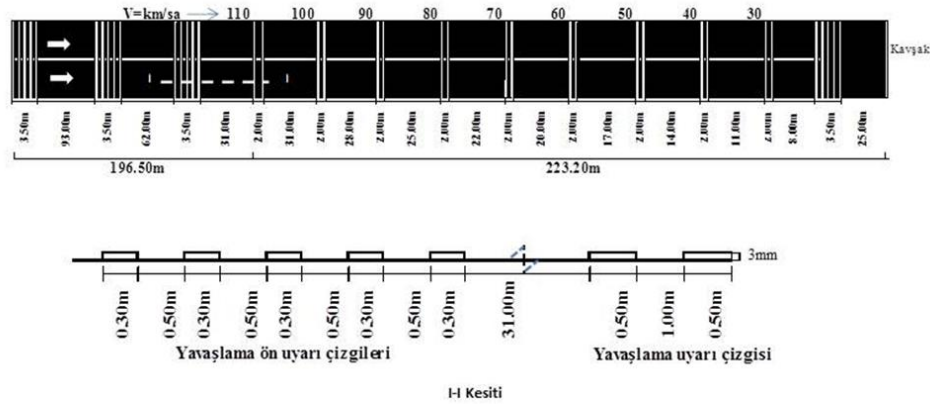 V=km/sa 110 100 90 80 70 60 50 40 30
Kavşak
3.50m 93.00m 3.50m 62.00m 3.50m 31.00m 2.00m 31.00m 2.00m 28.00m 2.00m 25.00m 2.00m 22.00m 2.00m 20.00m 2.00m 17.00m 2.00m 14.00m 2.00m 11.00m 2.00m 8.00m 3.50m 25.00m
196.50m 223.20m
3mm
0.30m 0.50m 0.30m 0.50m 0.30m 0.50m 0.30m 0.50m 0.30m 31.00m 0.50m 1.00m 0.50m
Yavaşlama ön uyarı çizgileri Yavaşlama uyarı çizgisi
I-I Kesiti